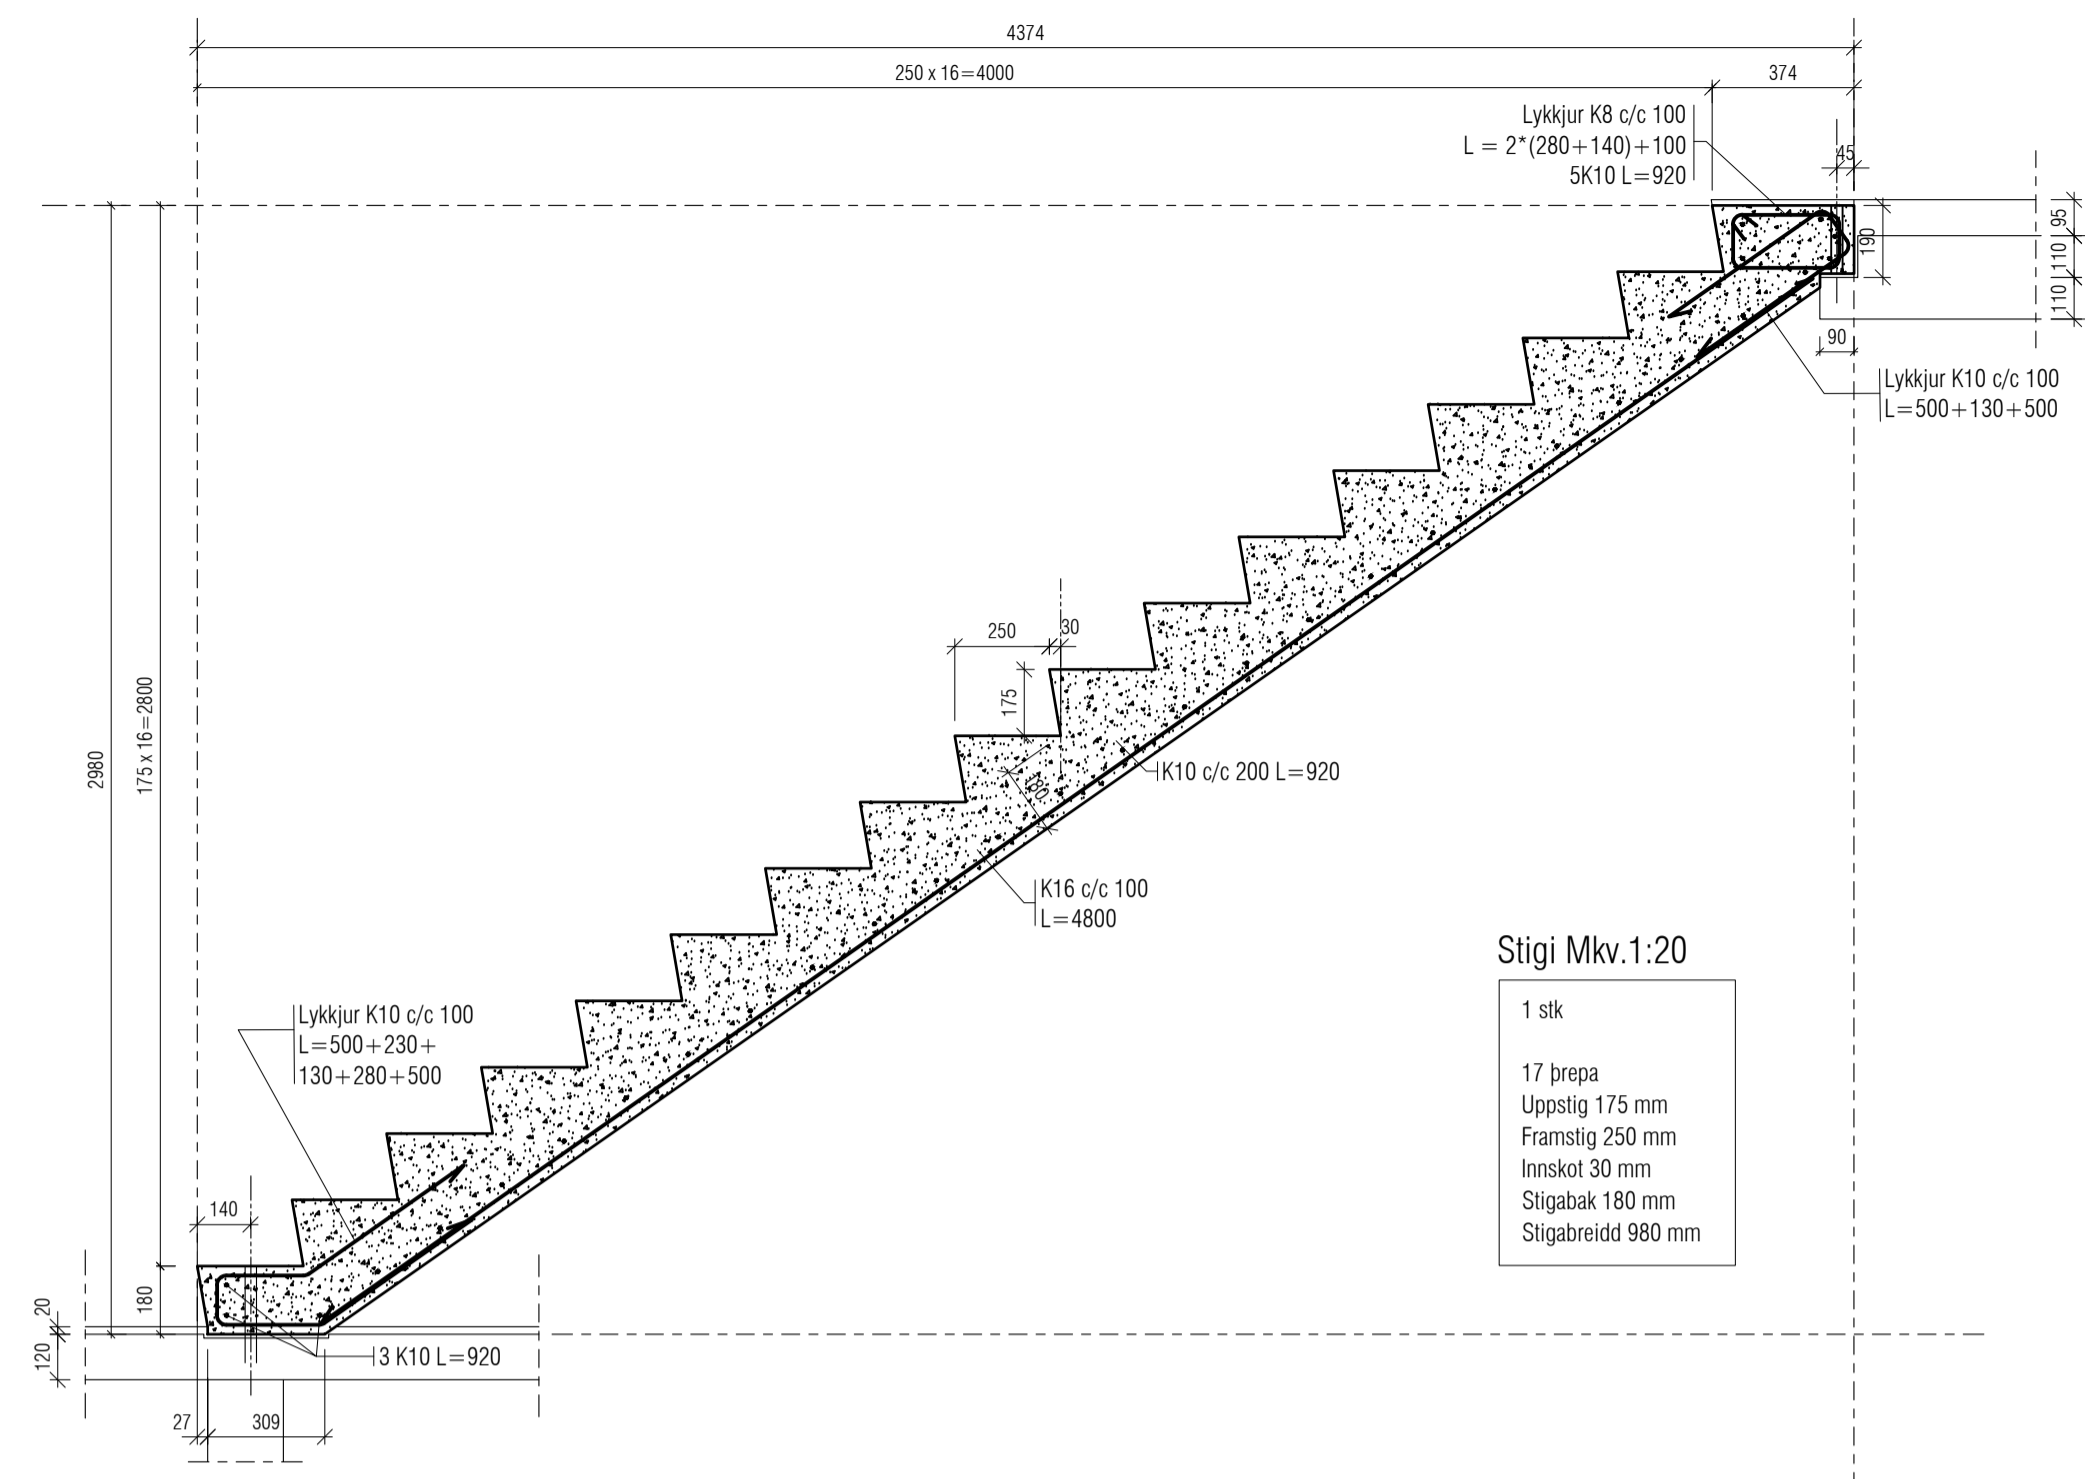 4374
250 x 16=4000
374
Lykkjur K8 c/c 100
L = 2*(280+140)+100
5K10 L=920
45
190
95
110
110
90
Lykkjur K10 c/c 100
L=500+130+500
250
30
175
180
K10 c/c 200 L=920
K16 c/c 100
L=4800
2980
175 x 16=2800
Stigi Mkv.1:20
1 stk
17 þrepa
Uppstig 175 mm
Framstig 250 mm
Innskot 30 mm
Stigabak 180 mm
Stigabreidd 980 mm
Lykkjur K10 c/c 100
L=500+230+
130+280+500
140
180
20
120
3 K10 L=920
27
309